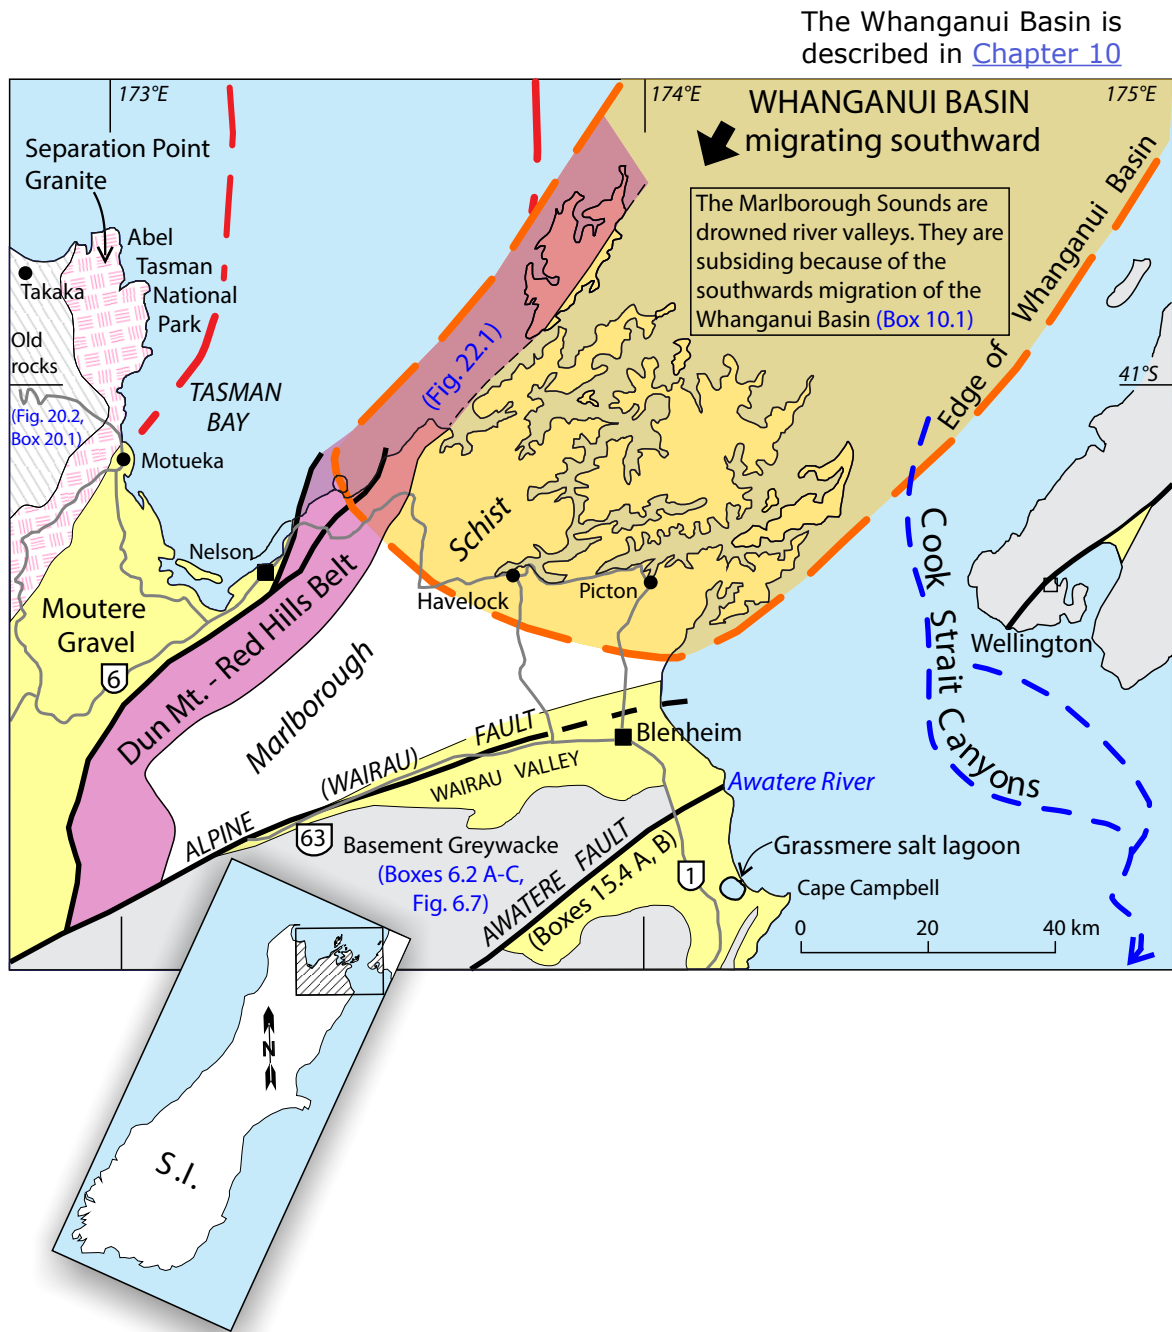 The Whanganui Basin is
described in Chapter 10
173°E
174°E
175°E
WHANGANUI BASIN
migrating southward
Separation Point
Granite
The Marlborough Sounds are
drowned river valleys. They are
subsiding because of the
southwards migration of the
Whanganui Basin (Box 10.1)
Edge of Whanganui Basin
Abel
Tasman
National
Park
Takaka
Old
rocks
(Fig. 20.2,
Box 20.1)
TASMAN
BAY
(Fig. 22.1)
41°S
Motueka
Nelson
Schist
Havelock
Picton
Cook Strait Canyons
Wellington
Moutere
Gravel
6
Dun Mt. - Red Hills Belt
Marlborough
ALPINE (WAIRAU) FAULT
WAIRAU VALLEY
Blenheim
Awatere River
63
Basement Greywacke
(Boxes 6.2 A-C,
Fig. 6.7)
AWATERE FAULT
(Boxes 15.4 A, B)
1
Grassmere salt lagoon
Cape Campbell
0 20 40 km
N
S.I.